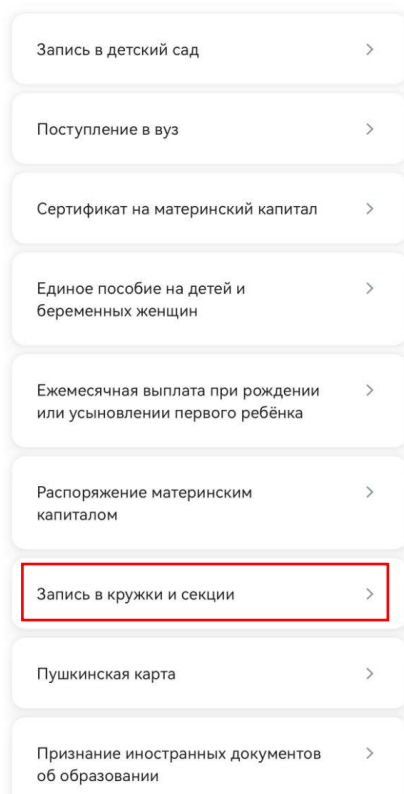 Запись в детский сад
Поступление в вуз
Сертификат на материнский капитал
Единое пособие на детей и
беременных женщин
Ежемесячная выплата при рождении
или усыновлении первого ребёнка
Распоряжение материнским
капиталом
Запись в кружки и секции
Пушкинская карта
Признание иностранных документов
об образовании